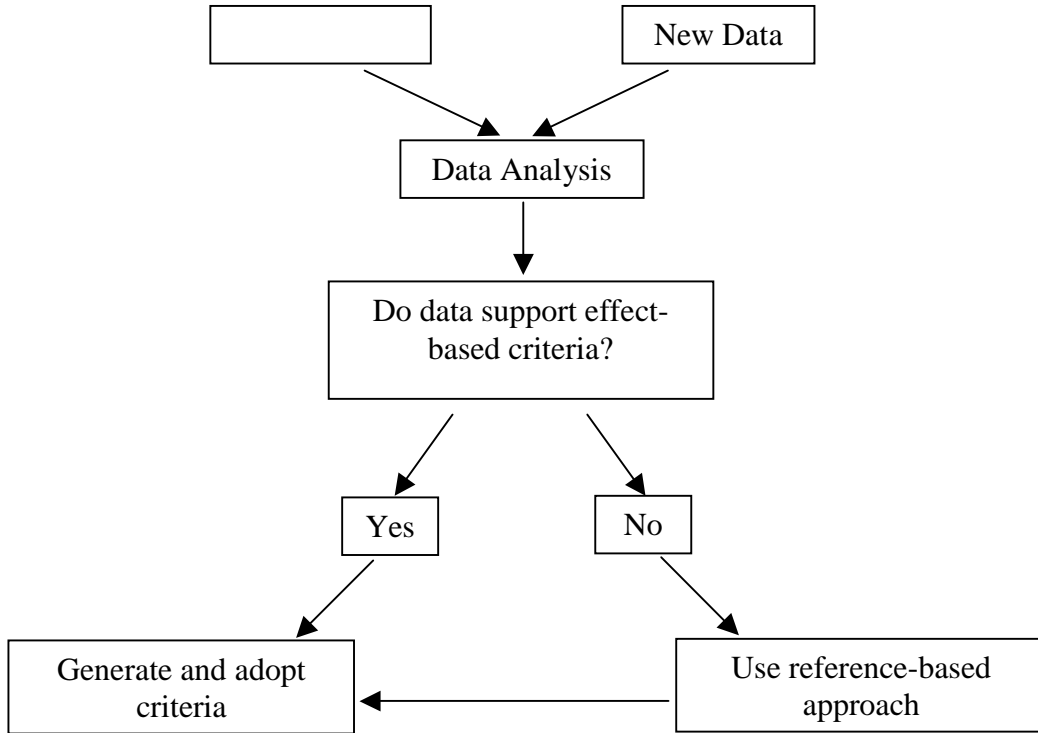 New Data
Data Analysis
Do data support effect-
based criteria?
Yes
No
Generate and adopt
criteria
Use reference-based
approach